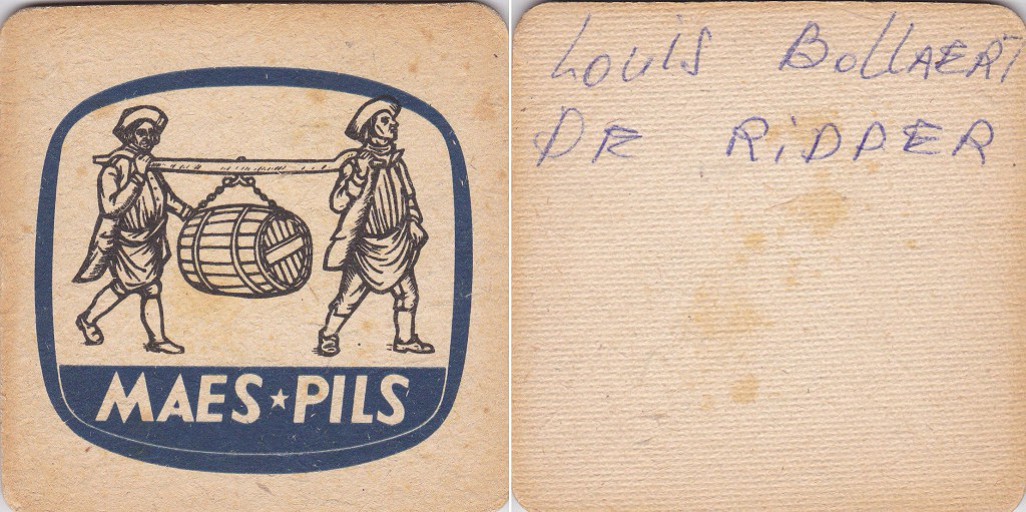 MAES★PILS
Louis BollAERT
DE RiDDER